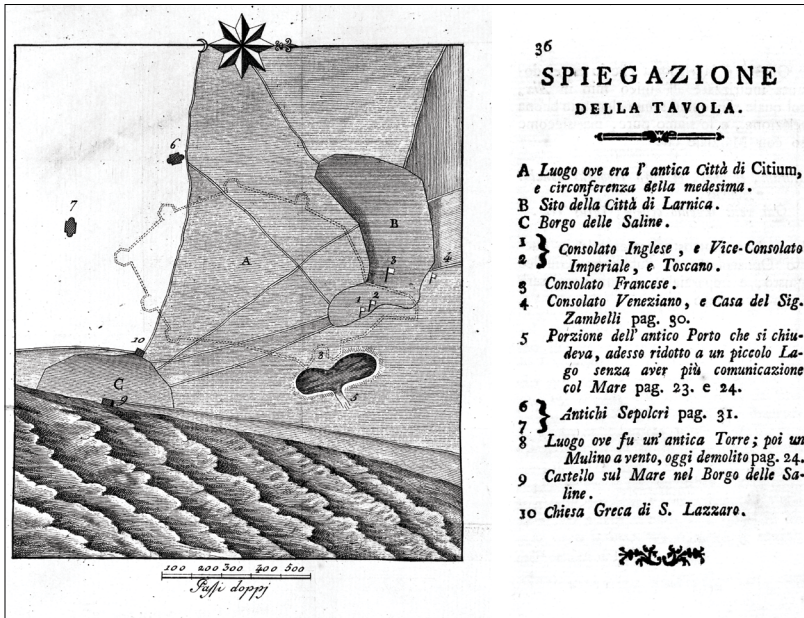 6
7
B
A
3
4
1
2
10
8
C
9
5
100 200 300 400 500
Passi doppj
36
SPIEGAZIONE
DELLA TAVOLA.
A Luogo ove era l' antica Città di Citium,
e circonferenza della medesima.
B Sito della Città di Larnica.
C Borgo delle Saline.
1 } Consolato Inglese, e Vice-Consolato
2 } Imperiale, e Toscano.
3 Consolato Francese.
4 Consolato Veneziano, e Casa del Sig.
Zambelli pag. 30.
5 Porzione dell' antico Porto che si chiu-
deva, adesso ridotto a un piccolo La-
go senza aver più comunicazione
col Mare pag. 23. e 24.
6 } Antichi Sepolcri pag. 31.
7 }
8 Luogo ove fu un' antica Torre; poi un
Mulino a vento, oggi demolito pag. 24.
9 Castello sul Mare nel Borgo delle Sa-
line.
10 Chiesa Greca di S. Lazzaro.